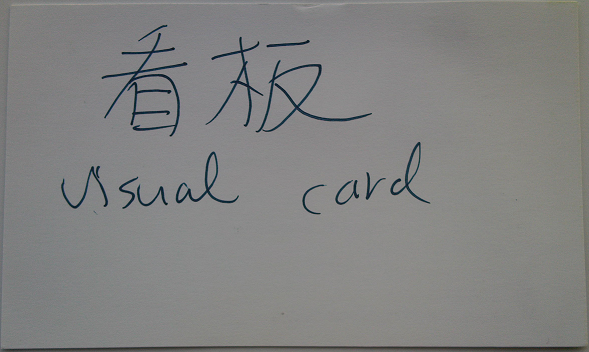 看板
visual card